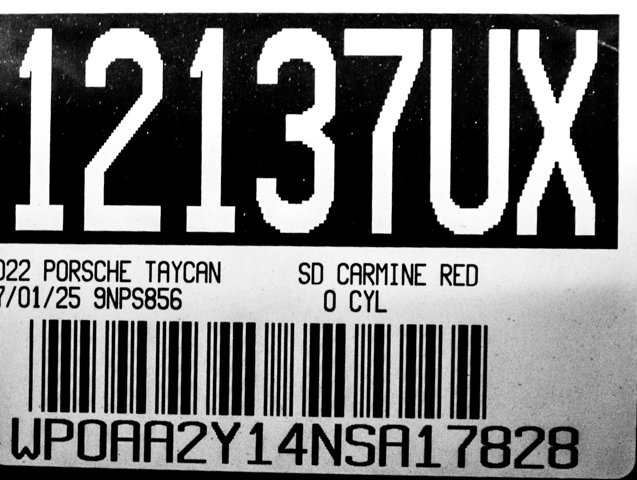 12137UX
022 PORSCHE TAYCAN SD CARMINE RED
7/01/25 9NPS856 0 CYL
WP0AA2Y14NSA17828